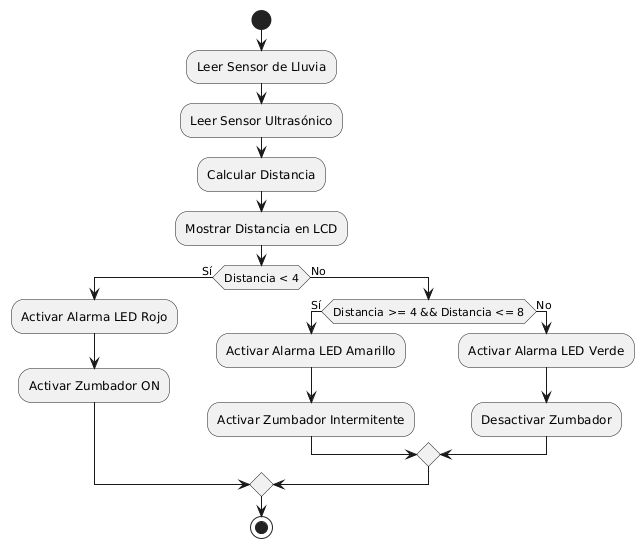 Leer Sensor de Lluvia
Leer Sensor Ultrasónico
Calcular Distancia
Mostrar Distancia en LCD
Sí
Distancia < 4
No
Activar Alarma LED Rojo
Activar Zumbador ON
Sí
Distancia >= 4 && Distancia <= 8
No
Activar Alarma LED Amarillo
Activar Zumbador Intermitente
Activar Alarma LED Verde
Desactivar Zumbador